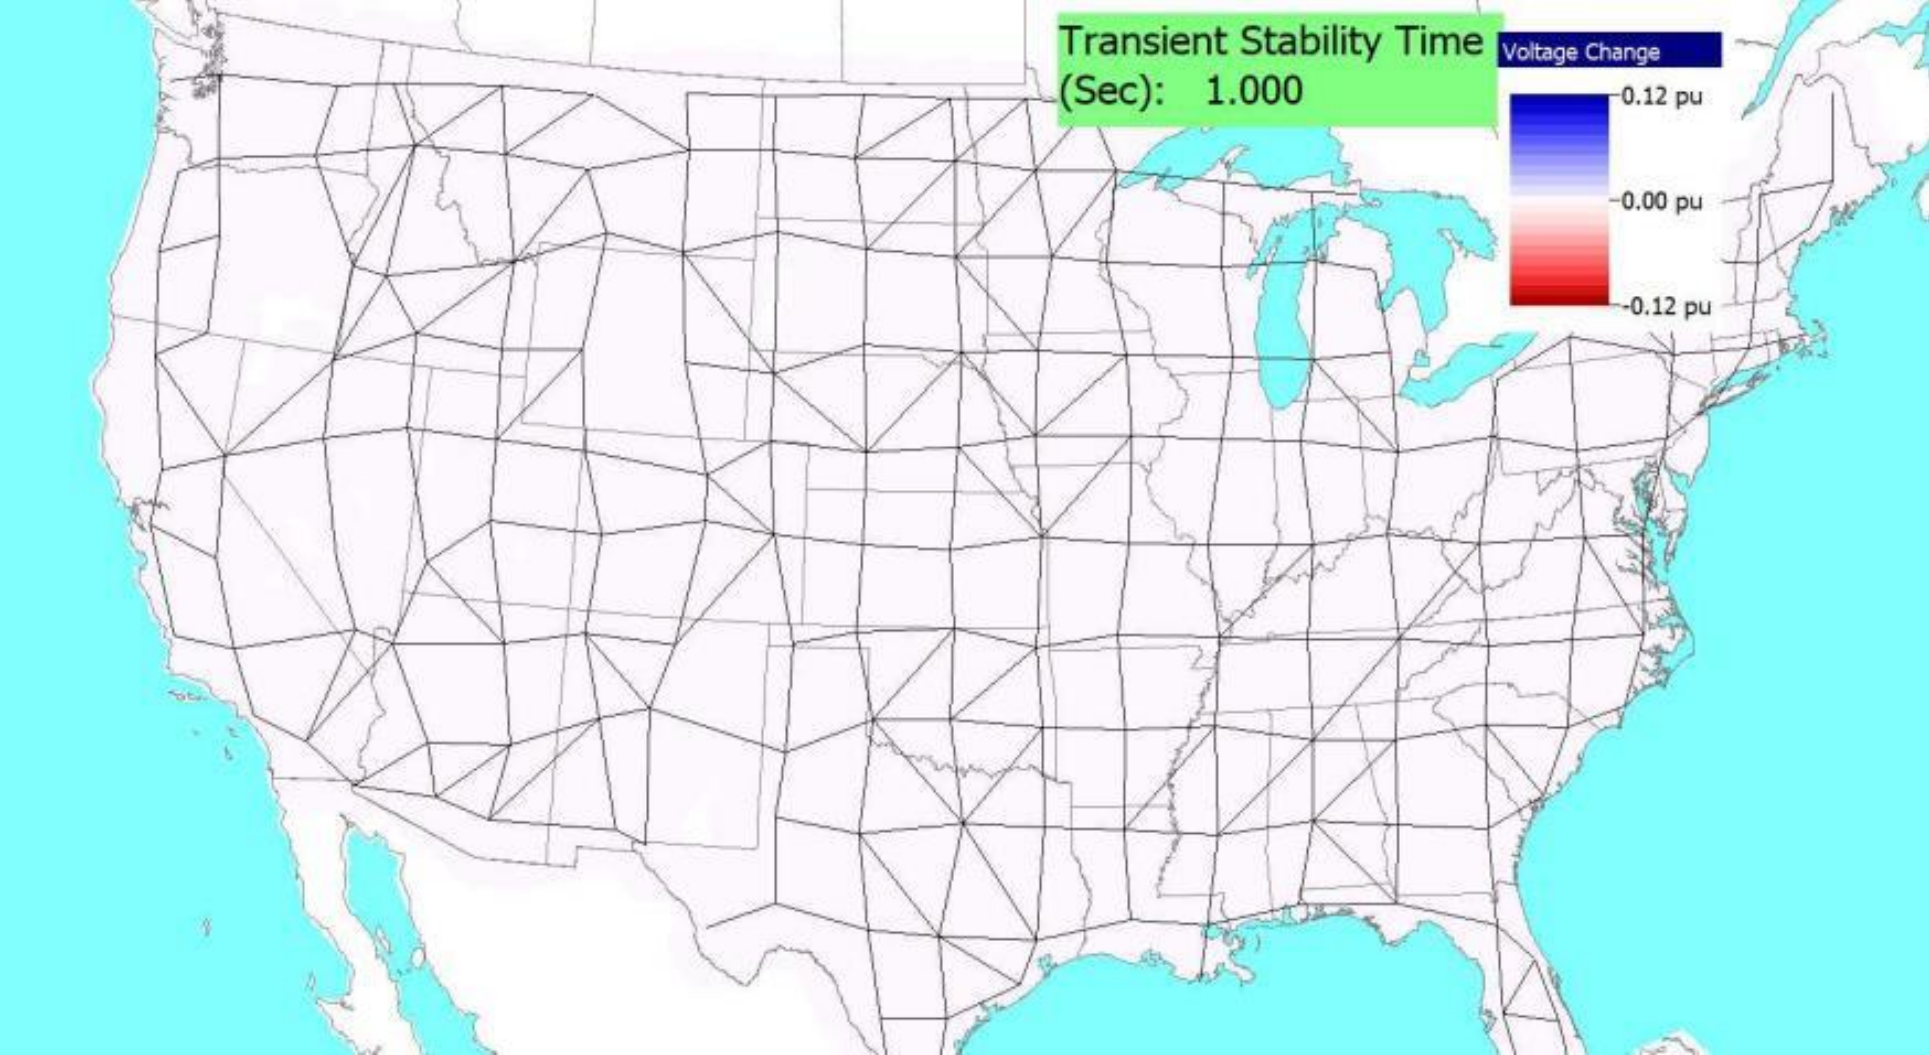 Transient Stability Time
(Sec): 1.000
Voltage Change
0.12 pu
0.00 pu
-0.12 pu